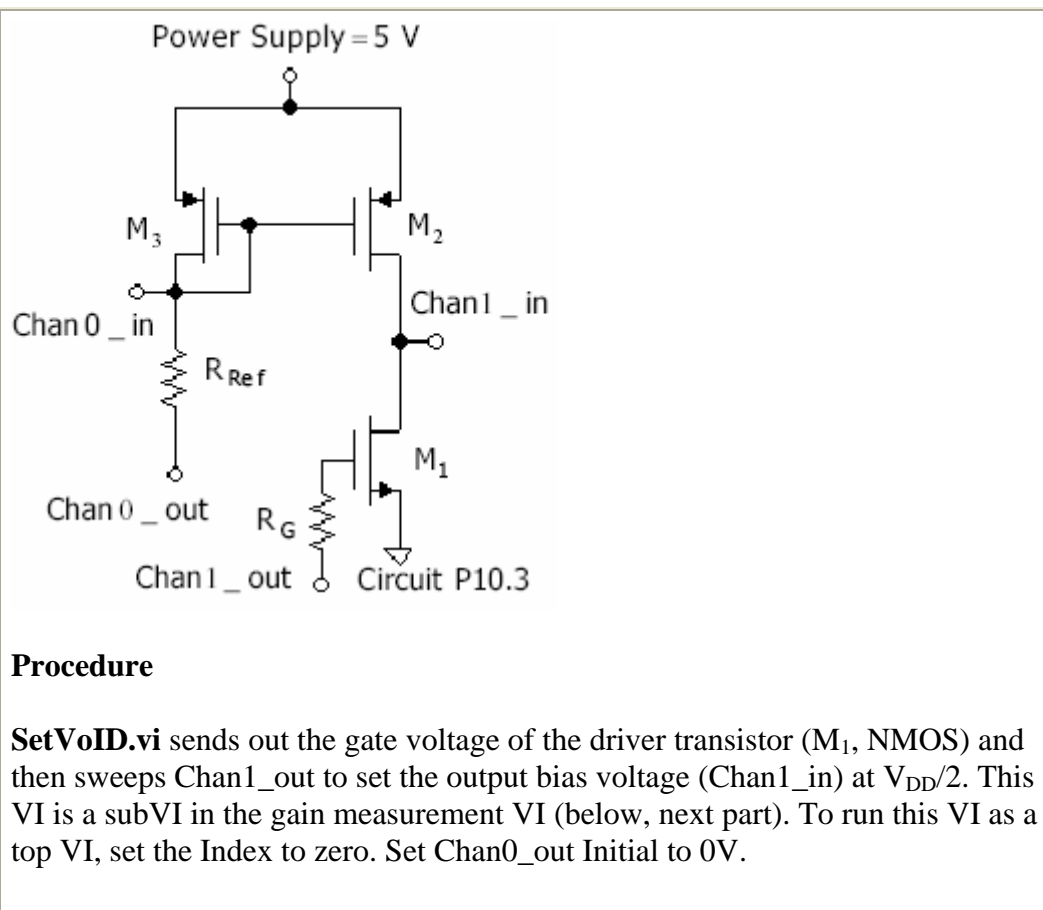 Power Supply = 5 V
M3
M2
Chan 0 _ in
Chan1 _ in
R Ref
M1
Chan 0 _ out
RG
Chan1 _ out
Circuit P10.3
Procedure
SetVoID.vi sends out the gate voltage of the driver transistor (M1, NMOS) and
then sweeps Chan1_out to set the output bias voltage (Chan1_in) at VDD/2. This
VI is a subVI in the gain measurement VI (below, next part). To run this VI as a
top VI, set the Index to zero. Set Chan0_out Initial to 0V.